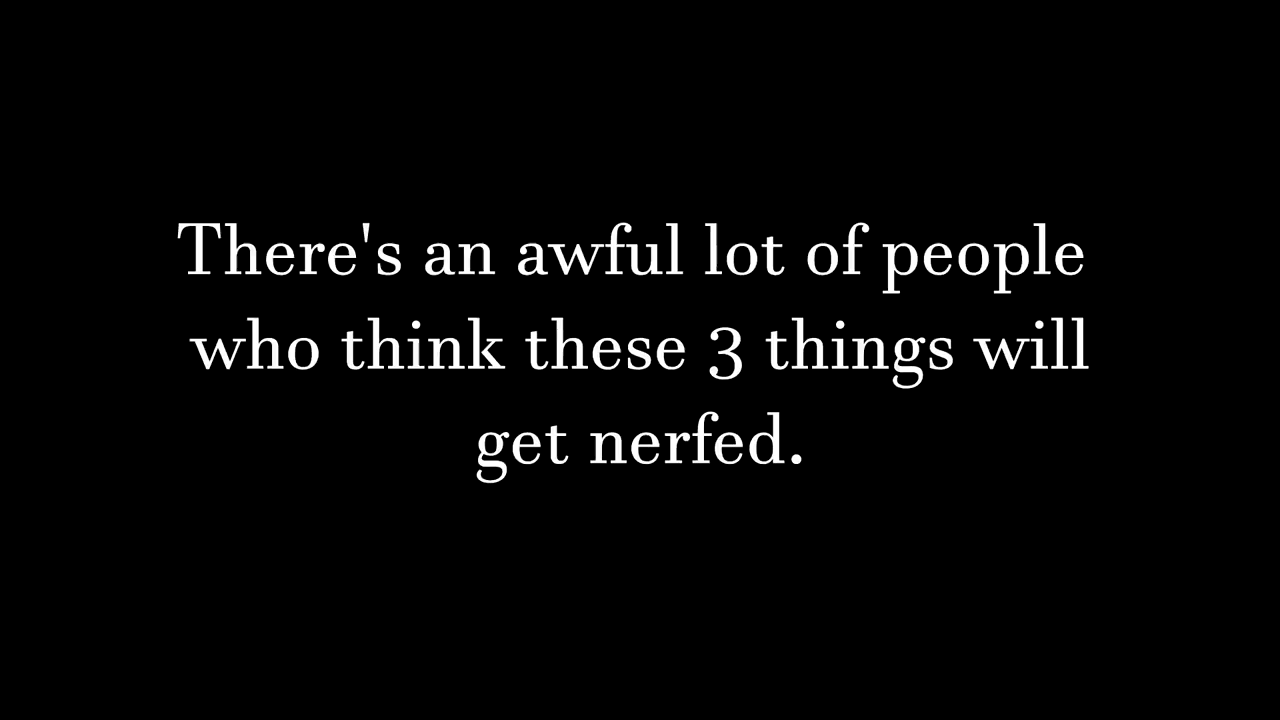 There's an awful lot of people
who think these 3 things will
get nerfed.